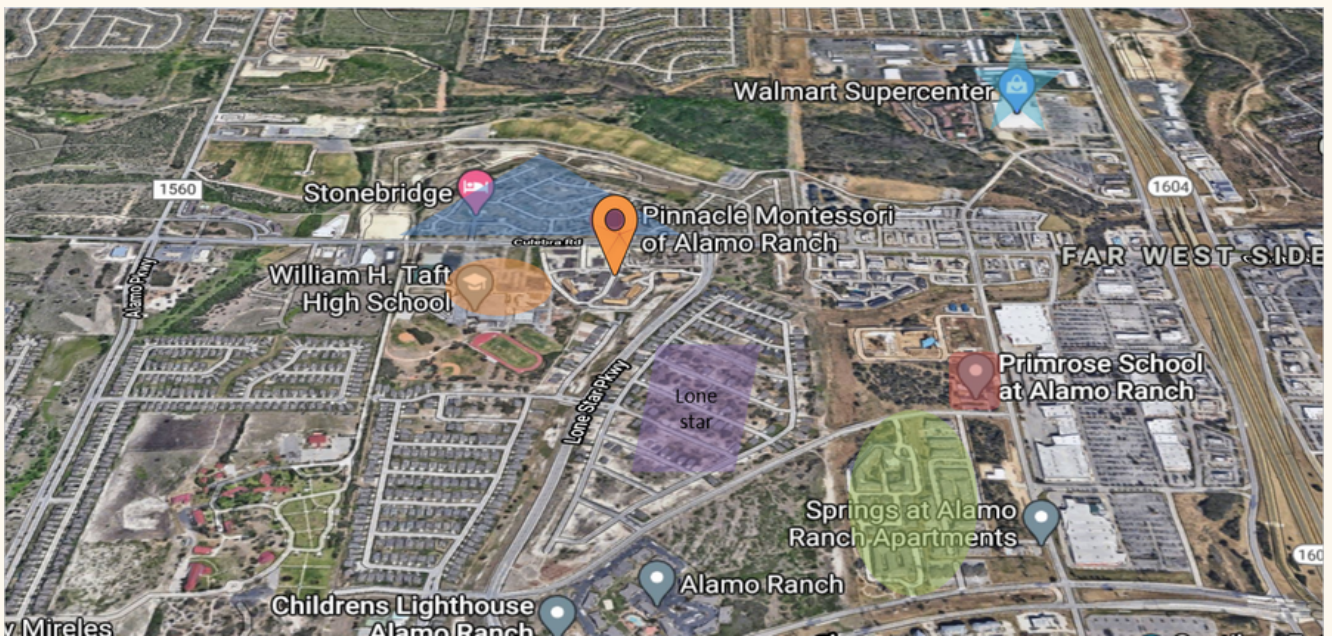 Walmart Supercenter
1560
1604
Stonebridge
Pinnacle Montessori
of Alamo Ranch
Culebra Rd
FAR WEST SIDE
William H. Taft
High School
Alamo Pkwy
Primrose School
at Alamo Ranch
Lone Star Pkwy
Lone
star
Springs at Alamo
Ranch Apartments
160
Alamo Ranch
Childrens Lighthouse
Alamo Ranch
y Mireles